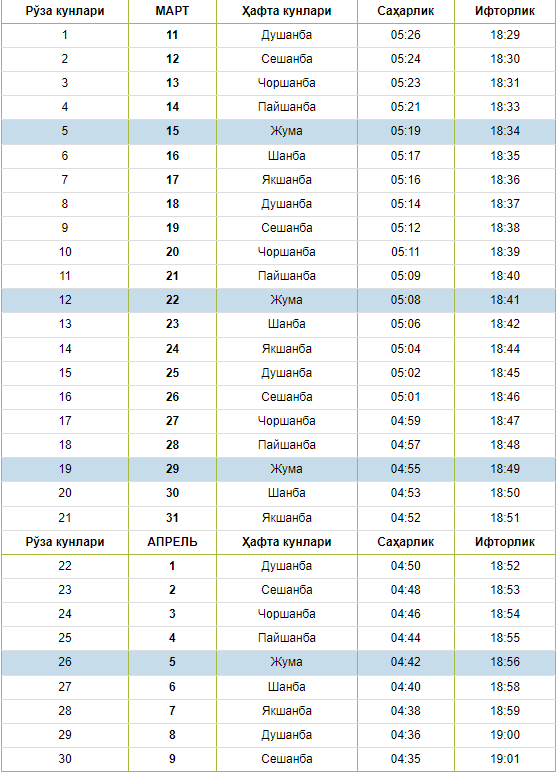 Рўза кунлари МАРТ Ҳафта кунлари Саҳарлик Ифторлик
1 11 Душанба 05:26 18:29
2 12 Сешанба 05:24 18:30
3 13 Чоршанба 05:23 18:31
4 14 Пайшанба 05:21 18:33
5 15 Жума 05:19 18:34
6 16 Шанба 05:17 18:35
7 17 Якшанба 05:16 18:36
8 18 Душанба 05:14 18:37
9 19 Сешанба 05:12 18:38
10 20 Чоршанба 05:11 18:39
11 21 Пайшанба 05:09 18:40
12 22 Жума 05:08 18:41
13 23 Шанба 05:06 18:42
14 24 Якшанба 05:04 18:44
15 25 Душанба 05:02 18:45
16 26 Сешанба 05:01 18:46
17 27 Чоршанба 04:59 18:47
18 28 Пайшанба 04:57 18:48
19 29 Жума 04:55 18:49
20 30 Шанба 04:53 18:50
21 31 Якшанба 04:52 18:51
Рўза кунлари АПРЕЛЬ Ҳафта кунлари Саҳарлик Ифторлик
22 1 Душанба 04:50 18:52
23 2 Сешанба 04:48 18:53
24 3 Чоршанба 04:46 18:54
25 4 Пайшанба 04:44 18:55
26 5 Жума 04:42 18:56
27 6 Шанба 04:40 18:58
28 7 Якшанба 04:38 18:59
29 8 Душанба 04:36 19:00
30 9 Сешанба 04:35 19:01